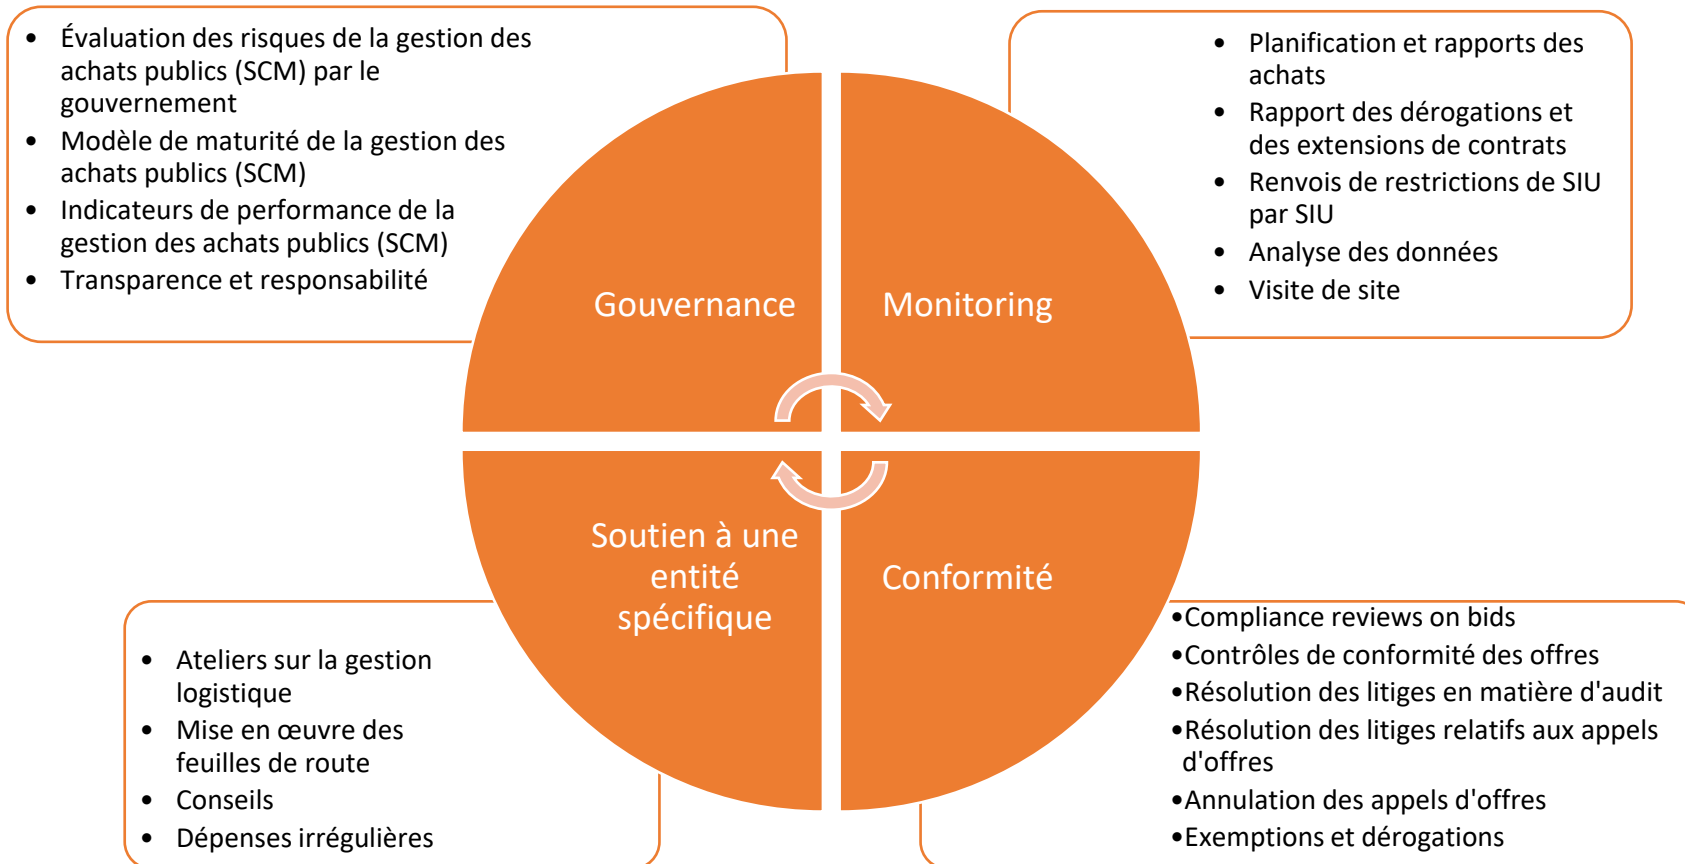 • Évaluation des risques de la gestion des
achats publics (SCM) par le
gouvernement
• Modèle de maturité de la gestion des
achats publics (SCM)
• Indicateurs de performance de la
gestion des achats publics (SCM)
• Transparence et responsabilité
• Planification et rapports des
achats
• Rapport des dérogations et
des extensions de contrats
• Renvois de restrictions de SIU
par SIU
• Analyse des données
• Visite de site
Gouvernance
Monitoring
Soutien à une
entité
spécifique
Conformité
• Ateliers sur la gestion
logistique
• Mise en œuvre des
feuilles de route
• Conseils
• Dépenses irrégulières
•Compliance reviews on bids
•Contrôles de conformité des offres
•Résolution des litiges en matière d'audit
•Résolution des litiges relatifs aux appels
d'offres
•Annulation des appels d'offres
•Exemptions et dérogations